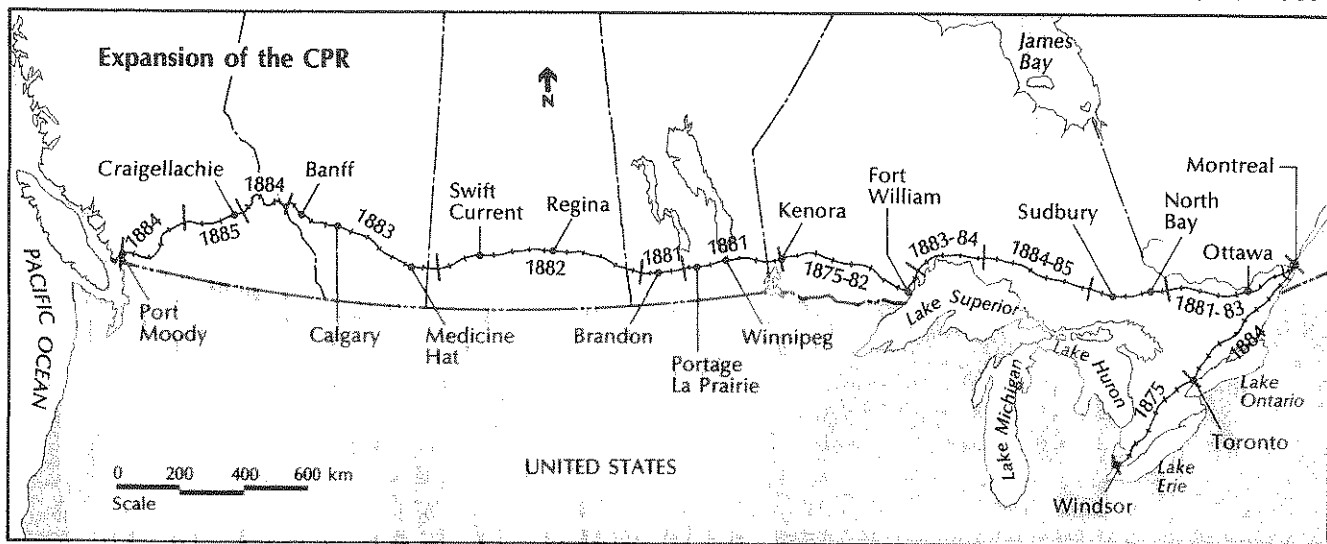 Expansion of the CPR
N
James
Bay
Craigellachie
1884
Banff
Swift
Current
Regina
Kenora
Fort
William
Sudbury
North
Bay
Montreal
Ottawa
1884
1885
1883
1882
1881
1881
1875-82
1883-84
1884-85
1881-83
1884
1875
PACIFIC OCEAN
Port
Moody
Calgary
Medicine
Hat
Brandon
Portage
La Prairie
Winnipeg
Lake Superior
Lake Michigan
Lake Huron
Lake
Ontario
Toronto
Lake
Erie
Windsor
UNITED STATES
0 200 400 600 km
Scale